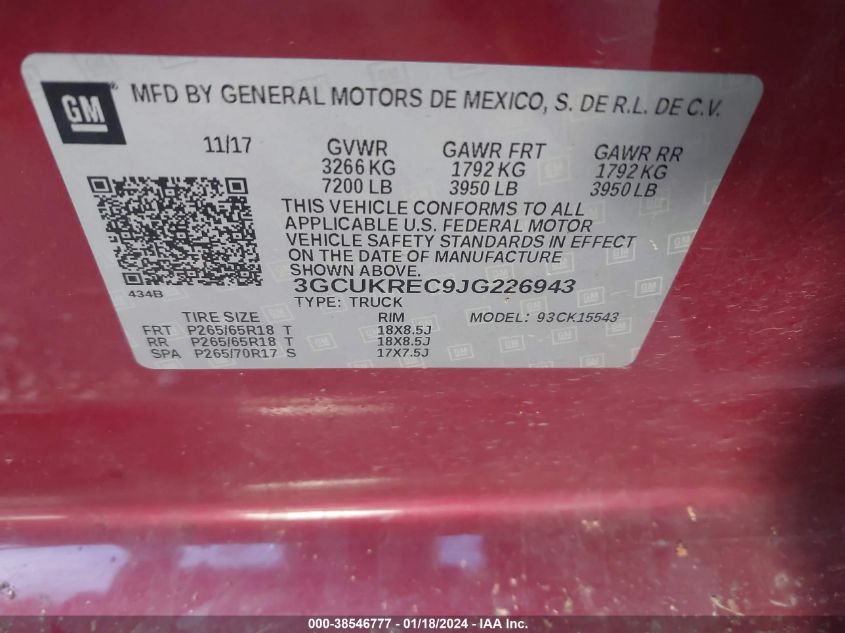 GM
MFD BY GENERAL MOTORS DE MEXICO, S. DE R.L. DE C.V.
11/17 GVWR GAWR FRT GAWR RR
3266 KG 1792 KG 1792 KG
7200 LB 3950 LB 3950 LB
THIS VEHICLE CONFORMS TO ALL
APPLICABLE U.S. FEDERAL MOTOR
VEHICLE SAFETY STANDARDS IN EFFECT
ON THE DATE OF MANUFACTURE
SHOWN ABOVE.
434B
3GCUKREC9JG226943
TYPE: TRUCK
TIRE SIZE RIM MODEL: 93CK15543
FRT P265/65R18 T 18X8.5J
RR P265/65R18 T 18X8.5J
SPA P265/70R17 S 17X7.5J
000-38546777 - 01/18/2024 - IAA Inc.